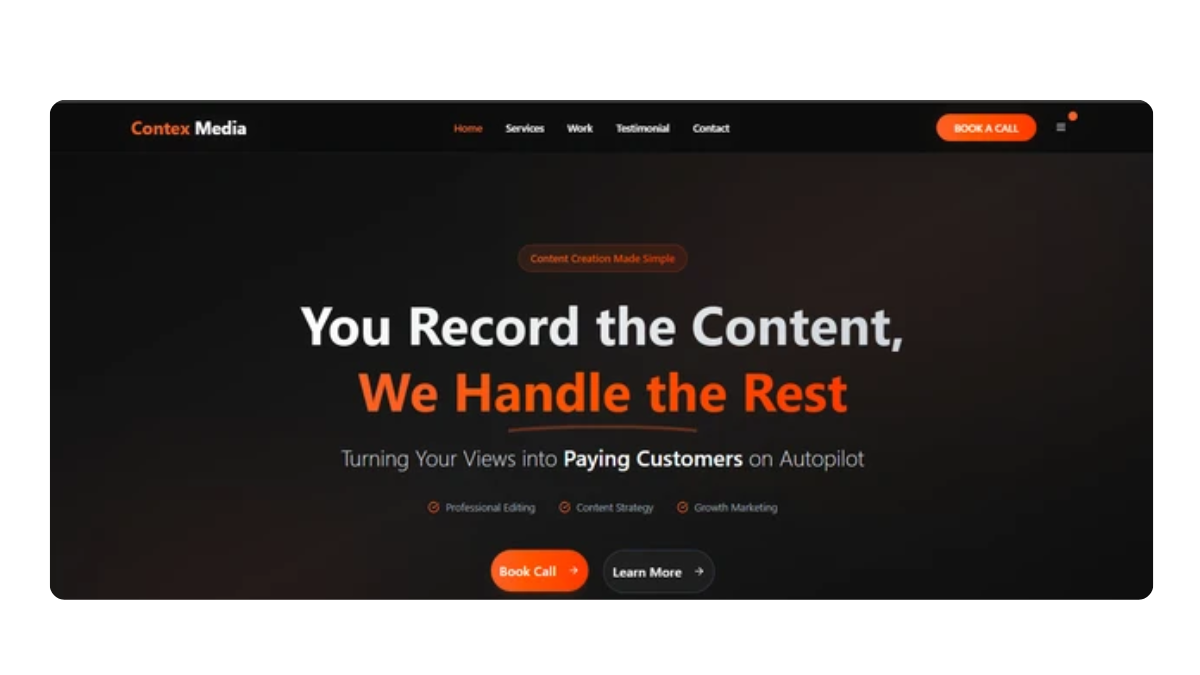 Contex Media
Home Services Work Testimonial Contact
BOOK A CALL
Content Creation Made Simple
You Record the Content,
We Handle the Rest
Turning Your Views into Paying Customers on Autopilot
Professional Editing Content Strategy Growth Marketing
Book Call Learn More